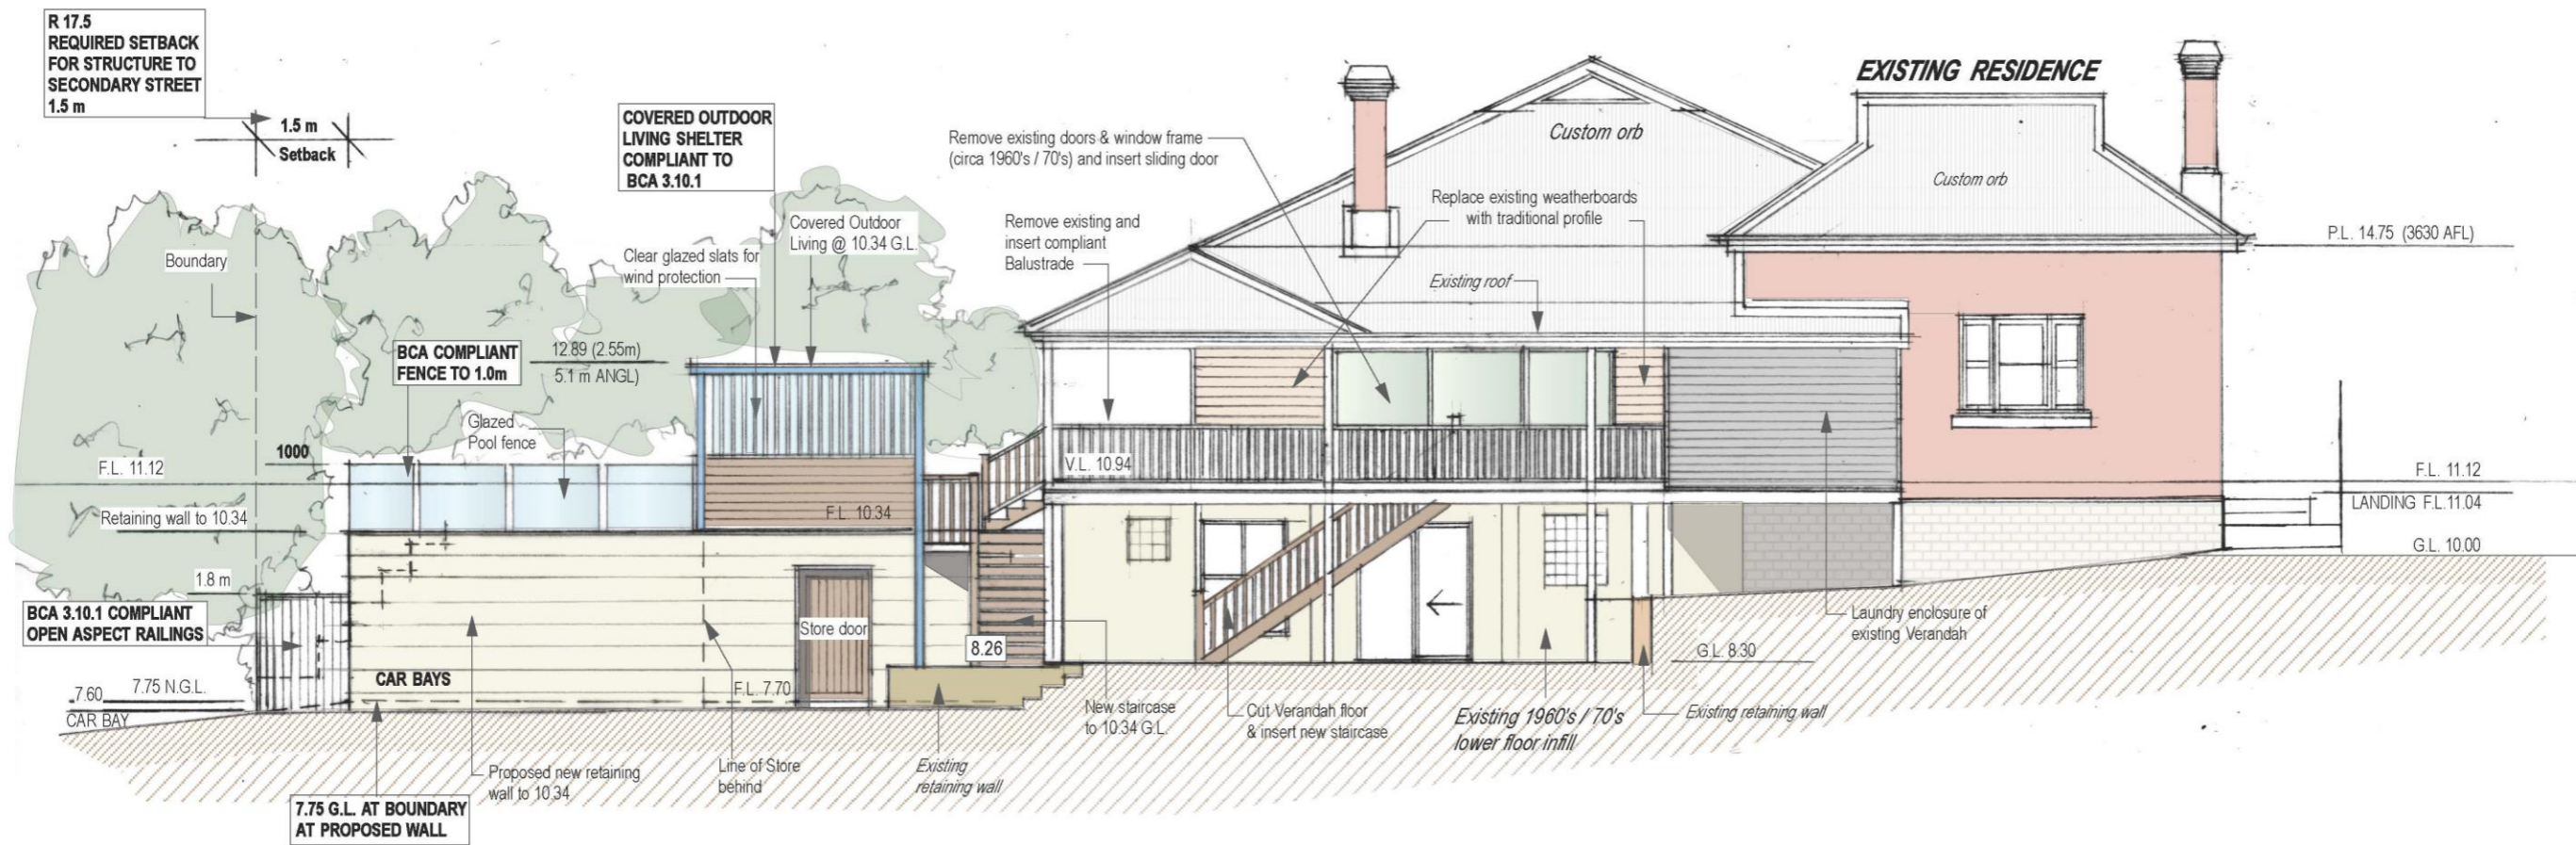 R 17.5
REQUIRED SETBACK
FOR STRUCTURE TO
SECONDARY STREET
1.5 m
1.5 m
Setback
COVERED OUTDOOR
LIVING SHELTER
COMPLIANT TO
BCA 3.10.1
Remove existing doors & window frame
(circa 1960's / 70's) and insert sliding door
EXISTING RESIDENCE
Custom orb
Custom orb
Replace existing weatherboards
with traditional profile
Remove existing and
insert compliant
Balustrade
Covered Outdoor
Living @ 10.34 G.L.
Clear glazed slats for
wind protection
Boundary
Existing roof
P.L. 14.75 (3630 AFL)
BCA COMPLIANT
FENCE TO 1.0m
12.89 (2.55m)
5.1 m ANGL)
Glazed
Pool fence
1000
F.L. 11.12
V.L. 10.94
F.L. 11.12
LANDING F.L.11.04
Retaining wall to 10.34
F.L. 10.34
G.L. 10.00
1.8 m
BCA 3.10.1 COMPLIANT
OPEN ASPECT RAILINGS
Store door
8.26
Laundry enclosure of
existing Verandah
G.L. 8.30
CAR BAYS
F.L. 7.70
7.75 N.G.L.
7.60
CAR BAY
New staircase
to 10.34 G.L.
Cut Verandah floor
& insert new staircase
Existing 1960's / 70's
lower floor infill
Existing retaining wall
Proposed new retaining
wall to 10.34
Line of Store
behind
Existing
retaining wall
7.75 G.L. AT BOUNDARY
AT PROPOSED WALL